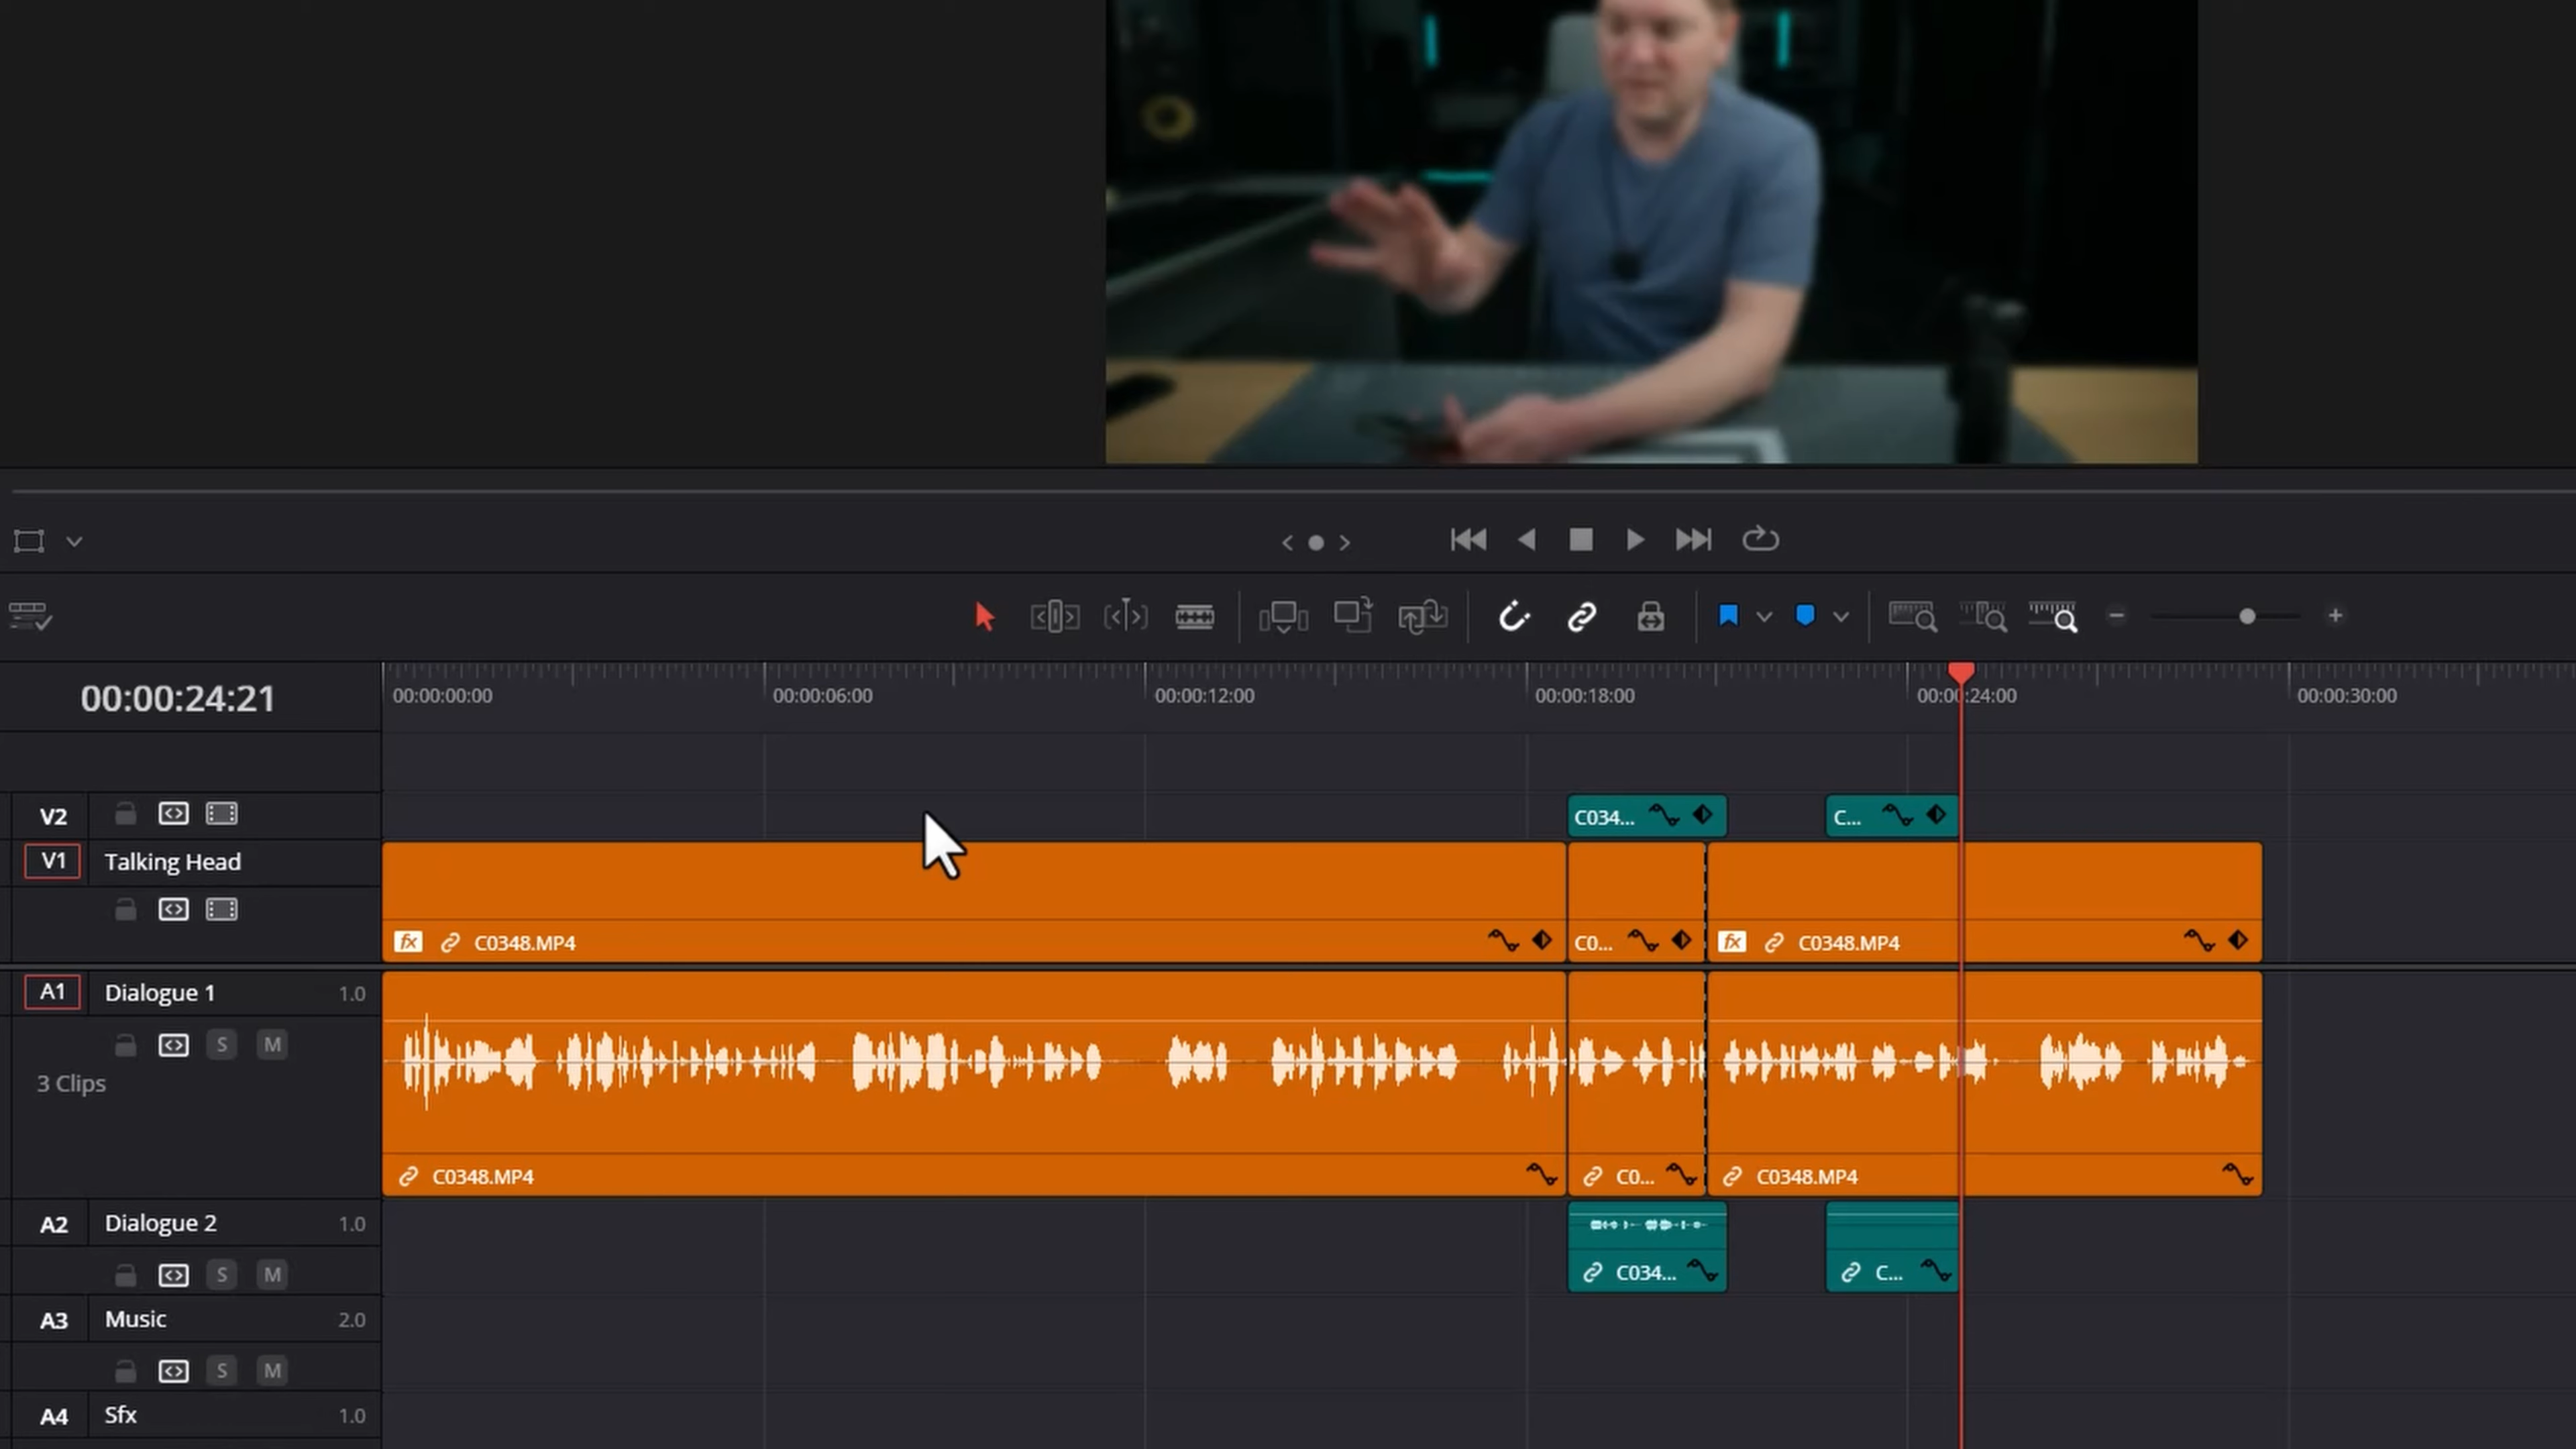 00:00:24:21
00:00:00:00
00:00:06:00
00:00:12:00
00:00:18:00
00:00:24:00
00:00:30:00
V2
C034...
C...
V1 Talking Head
fx C0348.MP4
C0...
fx C0348.MP4
A1 Dialogue 1 1.0
S M
3 Clips
C0348.MP4
C0...
C0348.MP4
A2 Dialogue 2 1.0
S M
C034...
C...
A3 Music 2.0
S M
A4 Sfx 1.0